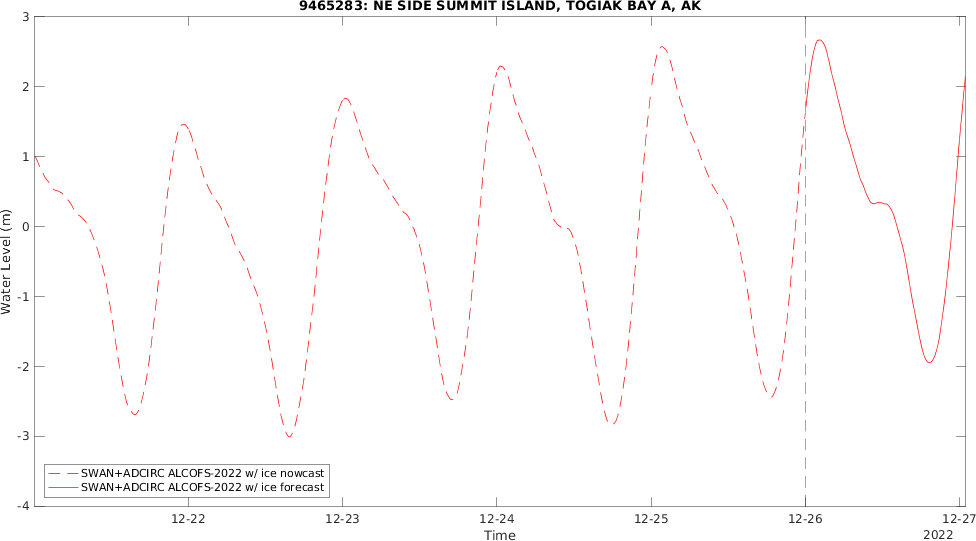 9465283: NE SIDE SUMMIT ISLAND, TOGIAK BAY A, AK
3
2
1
0
-1
-2
-3
-4
Water Level (m)
SWAN+ADCIRC ALCOFS-2022 w/ ice nowcast
SWAN+ADCIRC ALCOFS-2022 w/ ice forecast
12-22 12-23 12-24 12-25 12-26 12-27
Time
2022